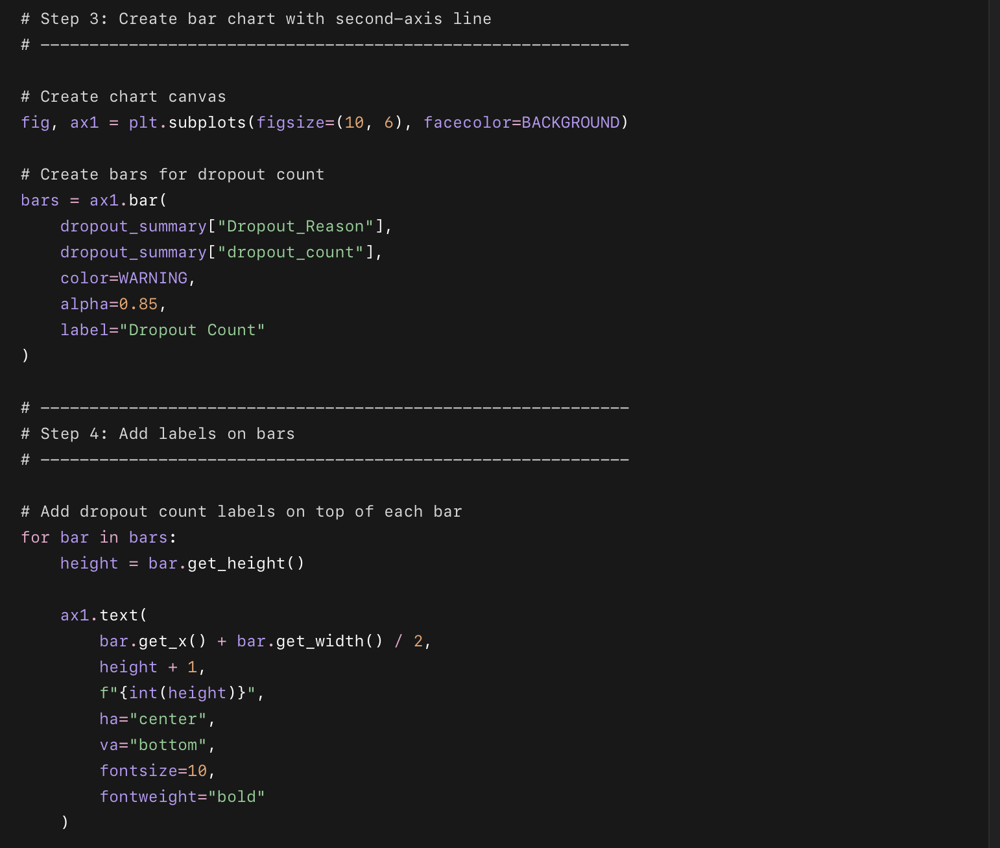 # Step 3: Create bar chart with second-axis line
# ------------------------------------------------------------

# Create chart canvas
fig, ax1 = plt.subplots(figsize=(10, 6), facecolor=BACKGROUND)

# Create bars for dropout count
bars = ax1.bar(
    dropout_summary["Dropout_Reason"],
    dropout_summary["dropout_count"],
    color=WARNING,
    alpha=0.85,
    label="Dropout Count"
)

# ------------------------------------------------------------
# Step 4: Add labels on bars
# ------------------------------------------------------------

# Add dropout count labels on top of each bar
for bar in bars:
    height = bar.get_height()

    ax1.text(
        bar.get_x() + bar.get_width() / 2,
        height + 1,
        f"{int(height)}",
        ha="center",
        va="bottom",
        fontsize=10,
        fontweight="bold"
    )